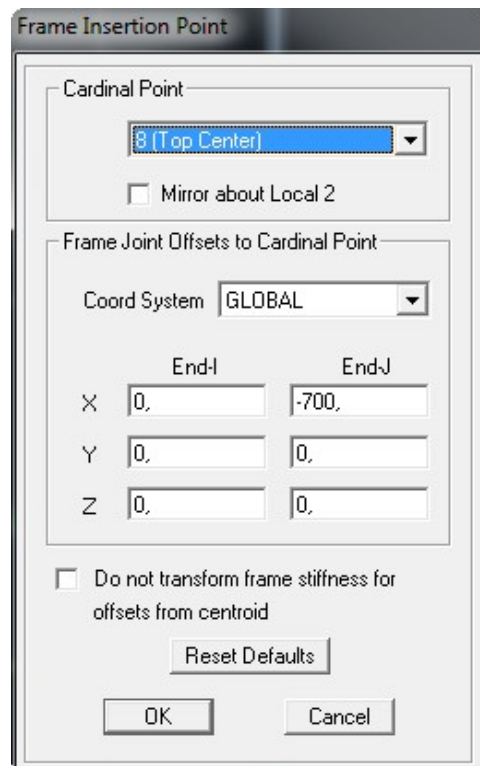 Frame Insertion Point
Cardinal Point
8 (Top Center)
Mirror about Local 2
Frame Joint Offsets to Cardinal Point
Coord System GLOBAL
End-I End-J
X 0, -700,
Y 0, 0,
Z 0, 0,
Do not transform frame stiffness for
offsets from centroid
Reset Defaults
OK Cancel